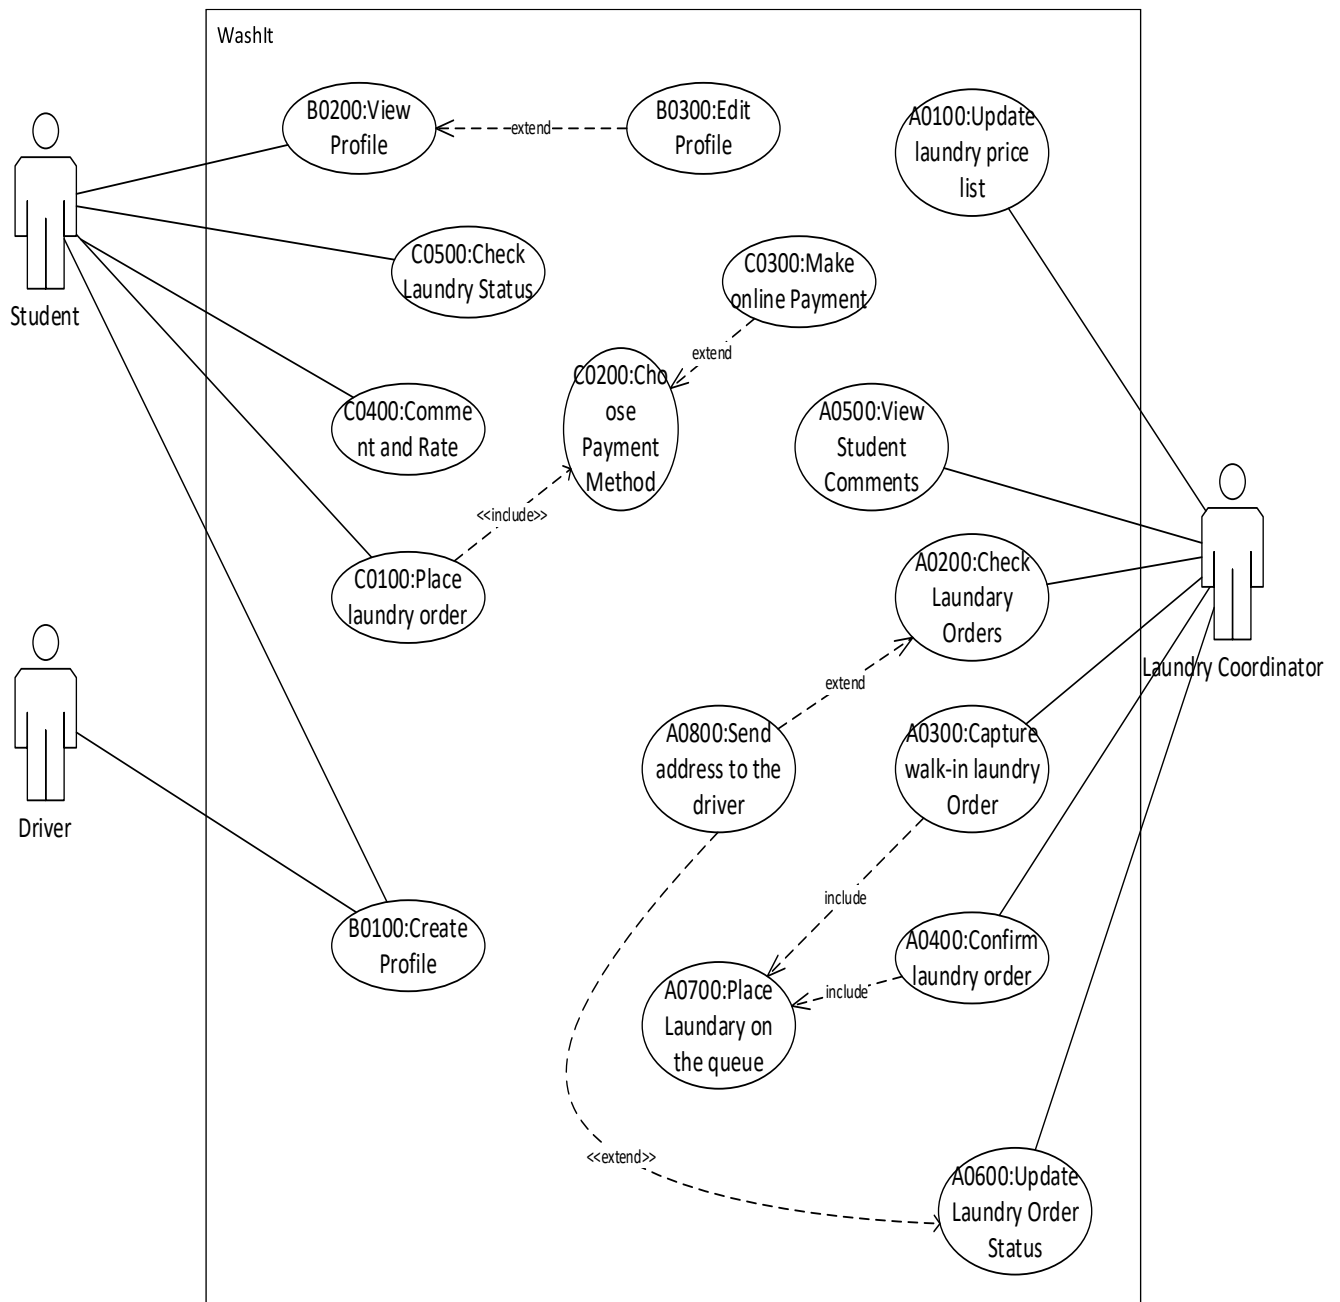 WashIt
B0200:View
Profile
extend
B0300:Edit
Profile
A0100:Update
laundry price
list
Student
C0500:Check
Laundry Status
C0300:Make
online Payment
extend
C0200:Cho
ose
Payment
Method
C0400:Comme
nt and Rate
A0500:View
Student
Comments
<<include>>
C0100:Place
laundry order
A0200:Check
Laundary
Orders
Laundry Coordinator
extend
A0800:Send
address to the
driver
A0300:Capture
walk-in laundry
Order
Driver
include
B0100:Create
Profile
A0400:Confirm
laundry order
include
A0700:Place
Laundary on
the queue
<<extend>>
A0600:Update
Laundry Order
Status